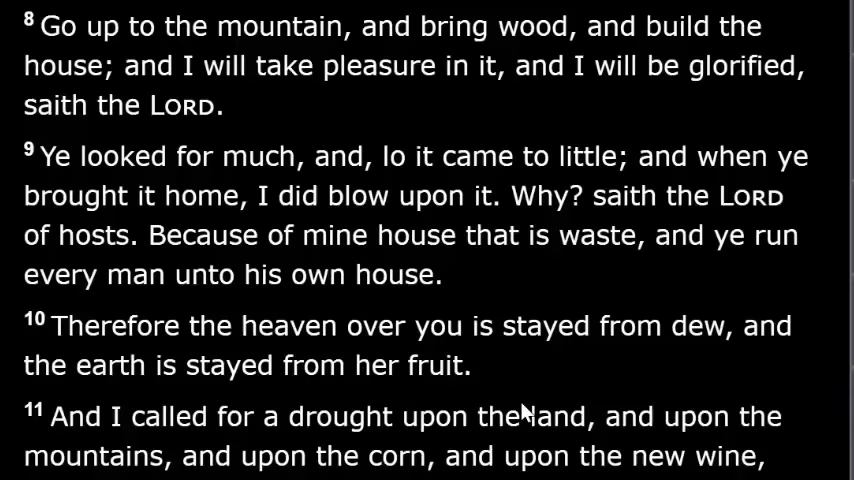 8 Go up to the mountain, and bring wood, and build the
house; and I will take pleasure in it, and I will be glorified,
saith the LORD.
9 Ye looked for much, and, lo it came to little; and when ye
brought it home, I did blow upon it. Why? saith the LORD
of hosts. Because of mine house that is waste, and ye run
every man unto his own house.
10 Therefore the heaven over you is stayed from dew, and
the earth is stayed from her fruit.
11 And I called for a drought upon the land, and upon the
mountains, and upon the corn, and upon the new wine,